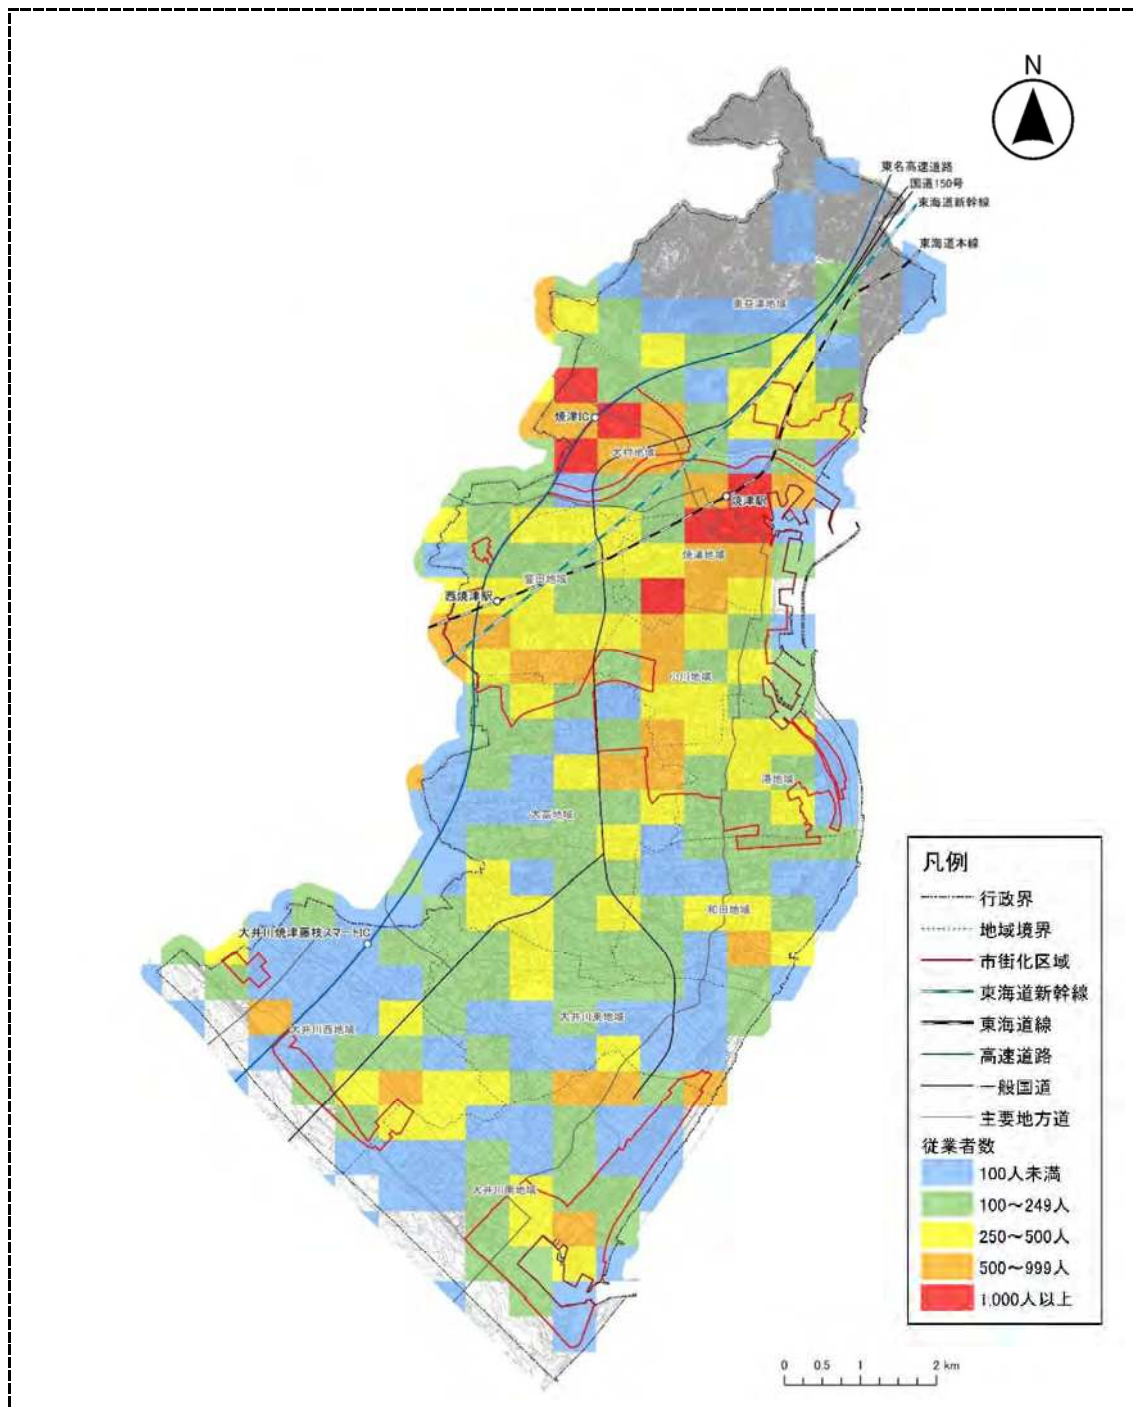 N
東名高速道路
国道150号
東海道新幹線
東海道本線
東益津地域
焼津IC
大村地域
焼津駅
焼津地域
豊田地域
西焼津駅
小川地域
港地域
大富地域
和田地域
大井川焼津藤枝スマートIC
大井川東地域
大井川西地域
大井川南地域
凡例
行政界
地域境界
市街化区域
東海道新幹線
東海道線
高速道路
一般国道
主要地方道
従業者数
100人未満
100～249人
250～500人
500～999人
1,000人以上
0 0.5 1 2 km